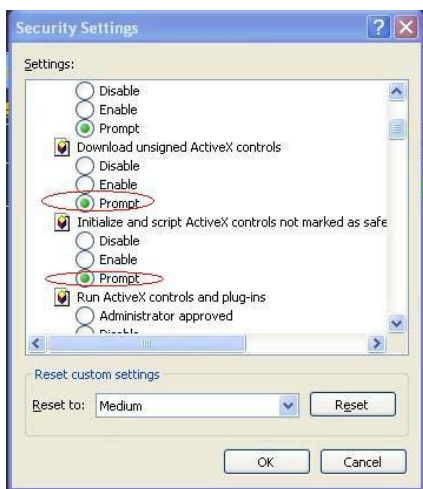 Security Settings
Settings:
Disable
Enable
Prompt
Download unsigned ActiveX controls
Disable
Enable
Prompt
Initialize and script ActiveX controls not marked as safe
Disable
Enable
Prompt
Run ActiveX controls and plug-ins
Administrator approved
Disable
Reset custom settings
Reset to:
Medium
Reset
OK
Cancel